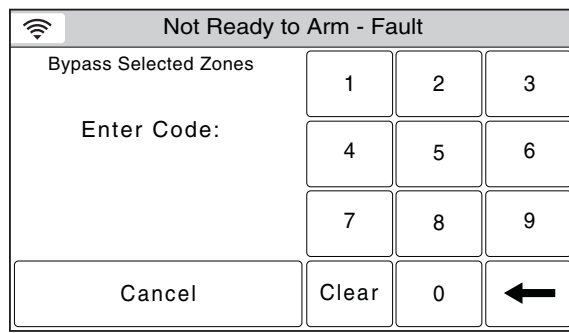 Not Ready to Arm - Fault
Bypass Selected Zones
Enter Code:
1 2 3
4 5 6
7 8 9
Cancel Clear 0